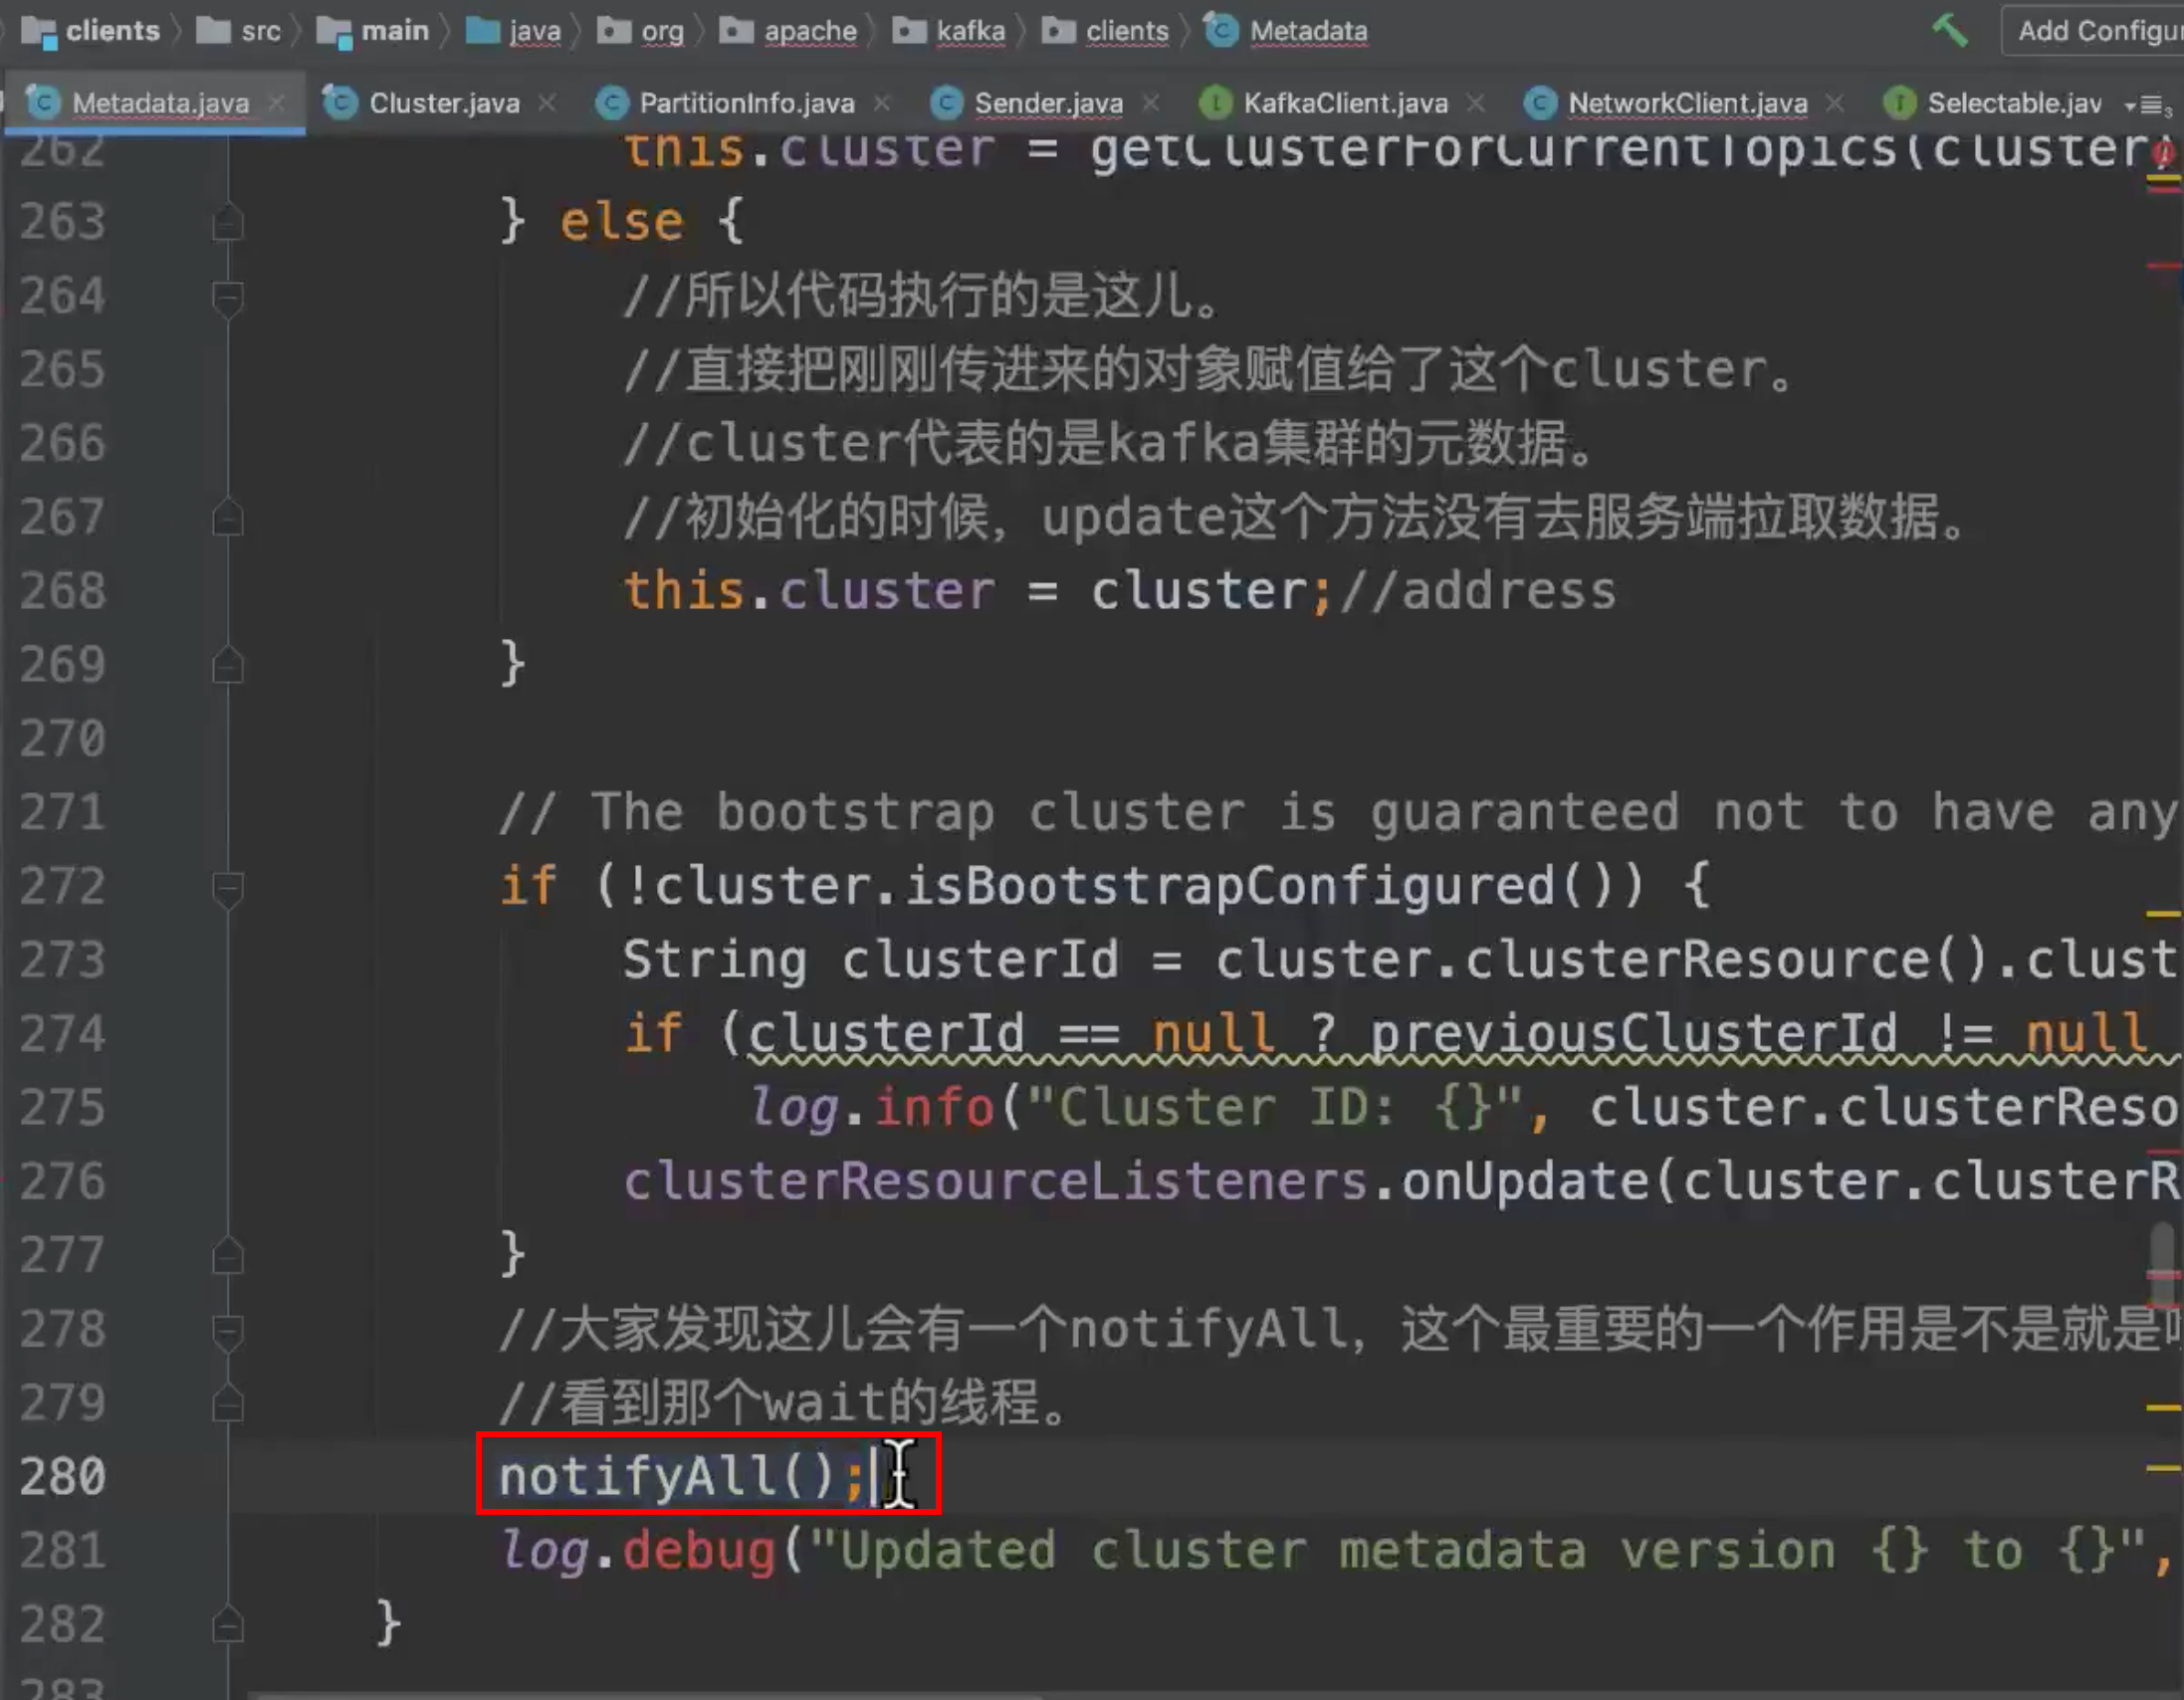 clients src main java org apache kafka clients Metadata Add Configur
Metadata.java Cluster.java PartitionInfo.java Sender.java KafkaClient.java NetworkClient.java Selectable.jav
262 this.cluster = getClusterForCurrentTopics(cluster)
263 } else {
264 //所以代码执行的是这儿。
265 //直接把刚刚传进来的对象赋值给了这个cluster。
266 //cluster代表的是kafka集群的元数据。
267 //初始化的时候，update这个方法没有去服务端拉取数据。
268 this.cluster = cluster;//address
269 }
270
271 // The bootstrap cluster is guaranteed not to have any
272 if (!cluster.isBootstrapConfigured()) {
273 String clusterId = cluster.clusterResource().clust
274 if (clusterId == null ? previousClusterId != null
275 log.info("Cluster ID: {}", cluster.clusterReso
276 clusterResourceListeners.onUpdate(cluster.clusterR
277 }
278 //大家发现这儿会有一个notifyAll，这个最重要的一个作用是不是就是
279 //看到那个wait的线程。
280 notifyAll();
281 log.debug("Updated cluster metadata version {} to {}",
282 }
283